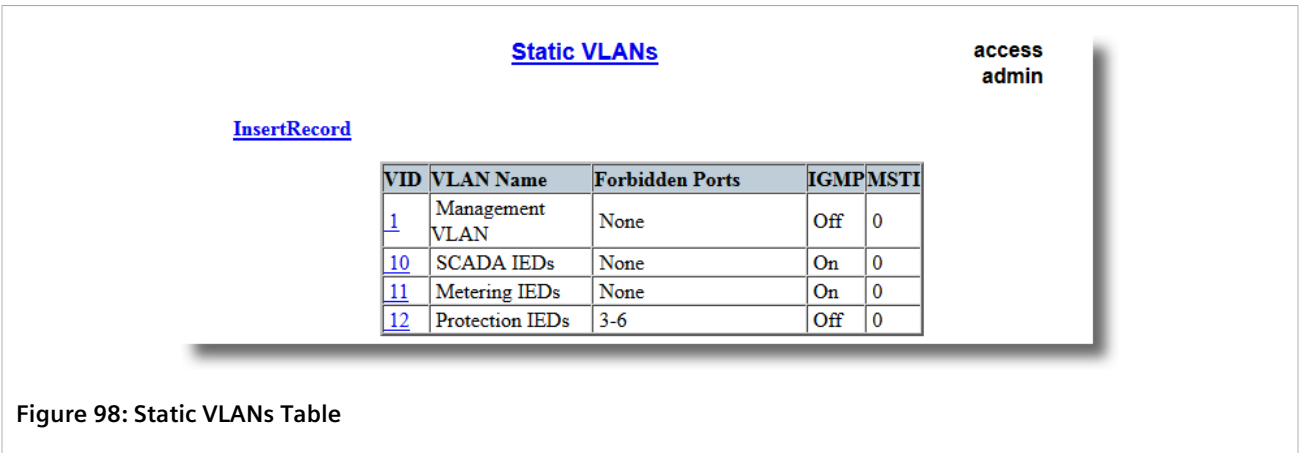 Static VLANs
access
admin
InsertRecord
VID VLAN Name Forbidden Ports IGMP MSTI
1 Management VLAN None Off 0
10 SCADA IEDs None On 0
11 Metering IEDs None On 0
12 Protection IEDs 3-6 Off 0
Figure 98: Static VLANs Table